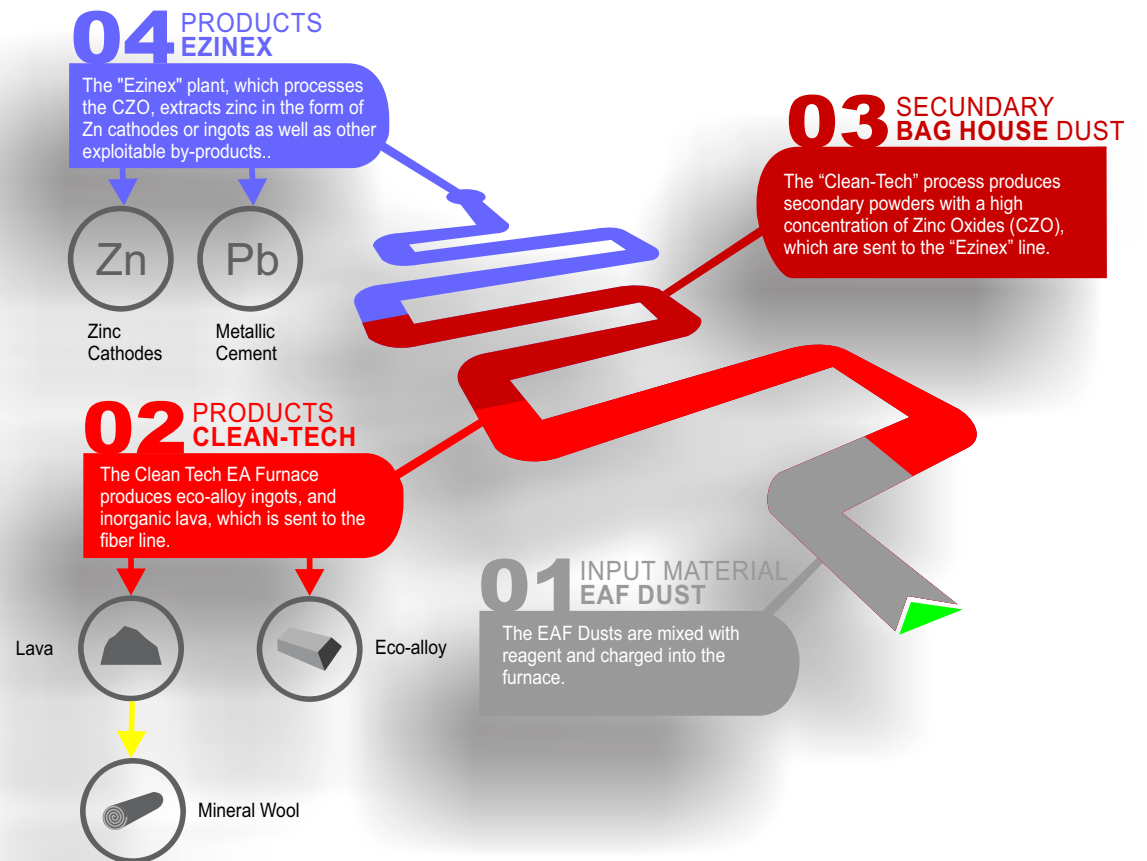 04 PRODUCTS
EZINEX
The "Ezinex" plant, which processes
the CZO, extracts zinc in the form of
Zn cathodes or ingots as well as other
exploitable by-products..
Zn
Pb
Zinc
Cathodes
Metallic
Cement
03 SECUNDARY
BAG HOUSE DUST
The “Clean-Tech” process produces
secondary powders with a high
concentration of Zinc Oxides (CZO),
which are sent to the “Ezinex” line.
02 PRODUCTS
CLEAN-TECH
The Clean Tech EA Furnace
produces eco-alloy ingots, and
inorganic lava, which is sent to the
fiber line.
Lava
Eco-alloy
Mineral Wool
01 INPUT MATERIAL
EAF DUST
The EAF Dusts are mixed with
reagent and charged into the
furnace.